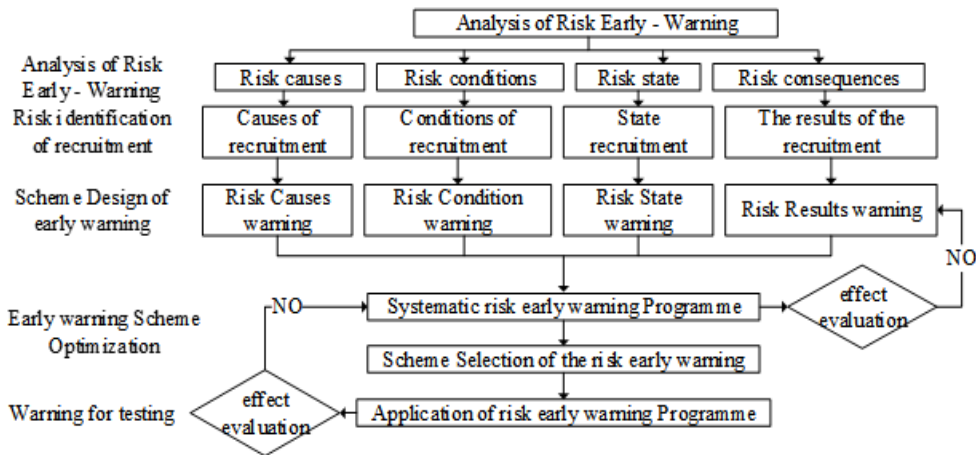 Analysis of Risk Early - Warning
Analysis of Risk
Early - Warning
Risk causes
Risk conditions
Risk state
Risk consequences
Risk identification
of recruitment
Causes of
recruitment
Conditions of
recruitment
State
recruitment
The results of the
recruitment
Scheme Design of
early warning
Risk Causes
warning
Risk Condition
warning
Risk State
warning
Risk Results warning
NO
NO
Systematic risk early warning Programme
effect
evaluation
Early warning Scheme
Optimization
Scheme Selection of the risk early warning
Warning for testing
effect
evaluation
Application of risk early warning Programme